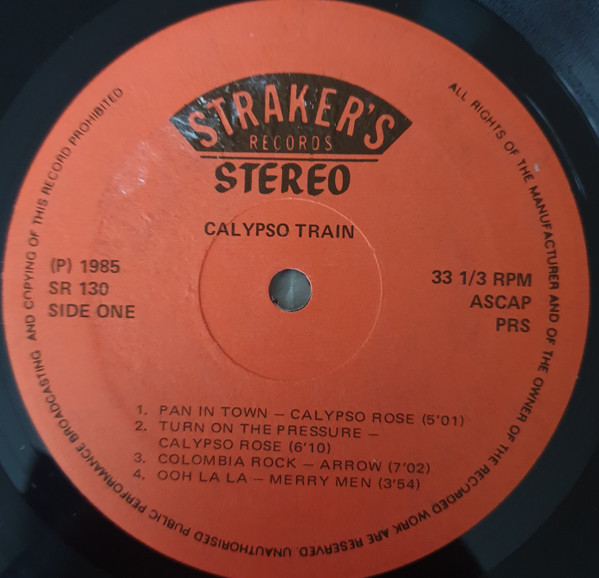 STRAKER'S
RECORDS
STEREO
CALYPSO TRAIN
(P) 1985
SR 130
SIDE ONE
33 1/3 RPM
ASCAP
PRS
1. PAN IN TOWN – CALYPSO ROSE (5'01)
2. TURN ON THE PRESSURE –
CALYPSO ROSE (6'10)
3. COLOMBIA ROCK – ARROW (7'02)
4. OOH LA LA – MERRY MEN (3'54)
ALL RIGHTS OF THE MANUFACTURER AND OF THE OWNER OF THE RECORDED WORK ARE RESERVED. UNAUTHORISED PUBLIC PERFORMANCE BROADCASTING AND COPYING OF THIS RECORD PROHIBITED